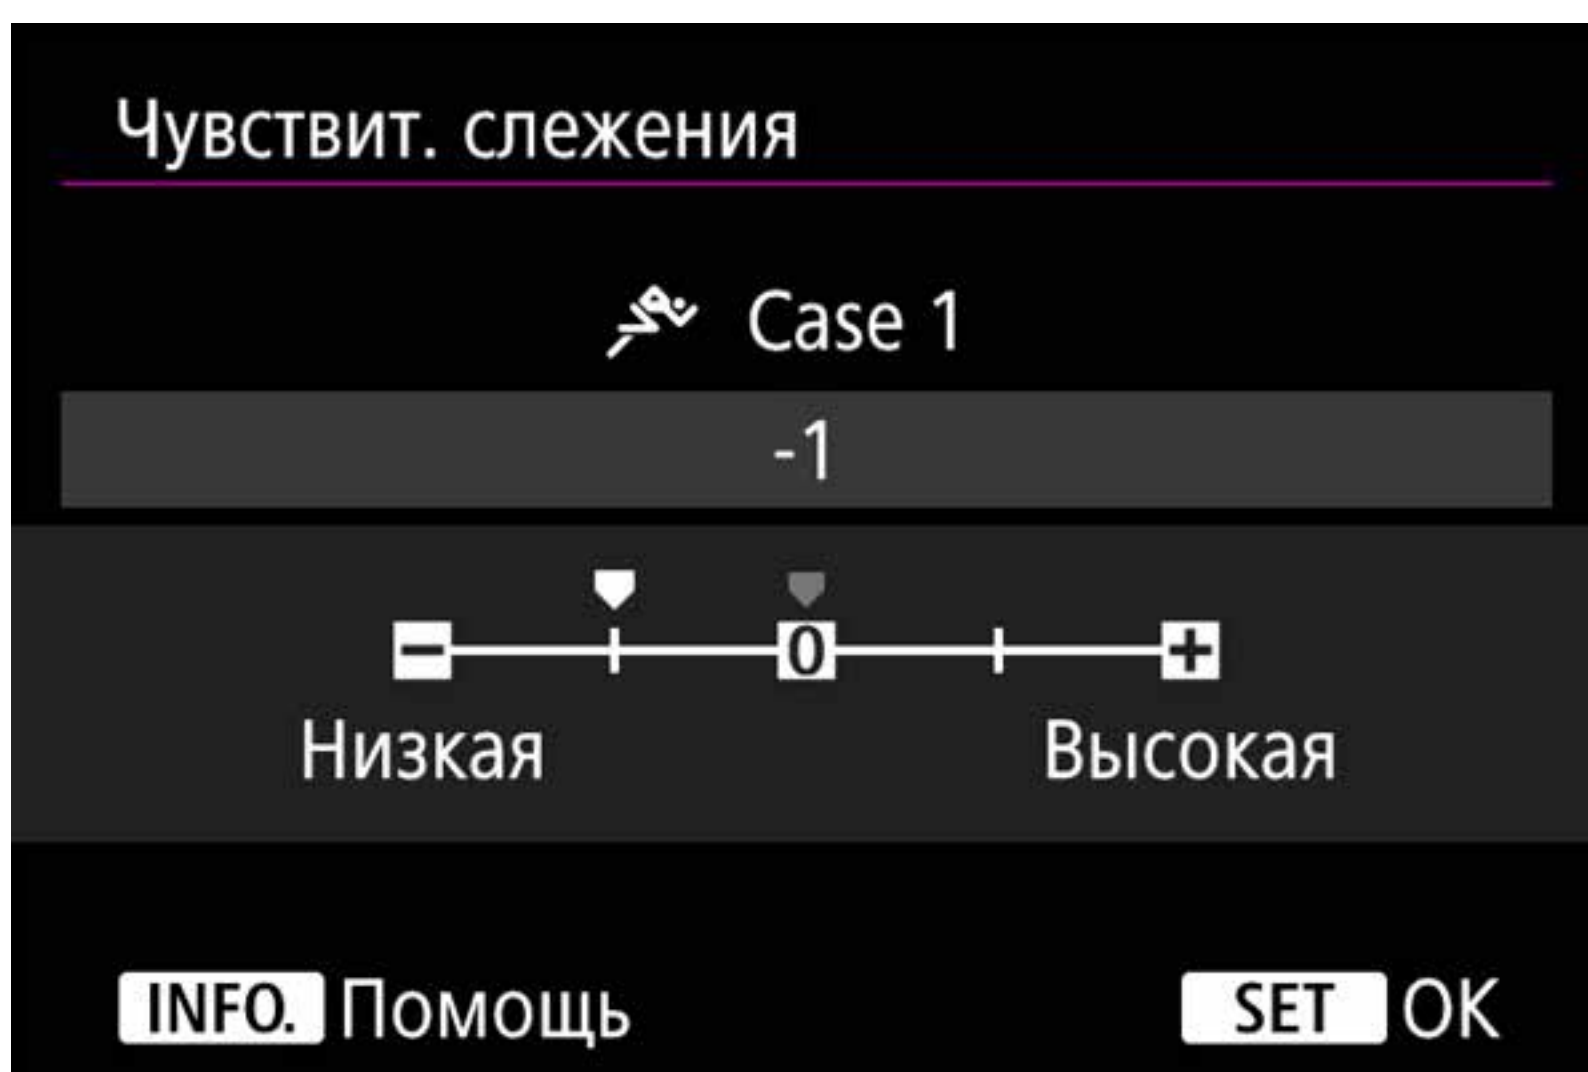 Чувствит. слежения
Case 1
-1
− 0 +
Низкая Высокая
INFO. Помощь SET OK